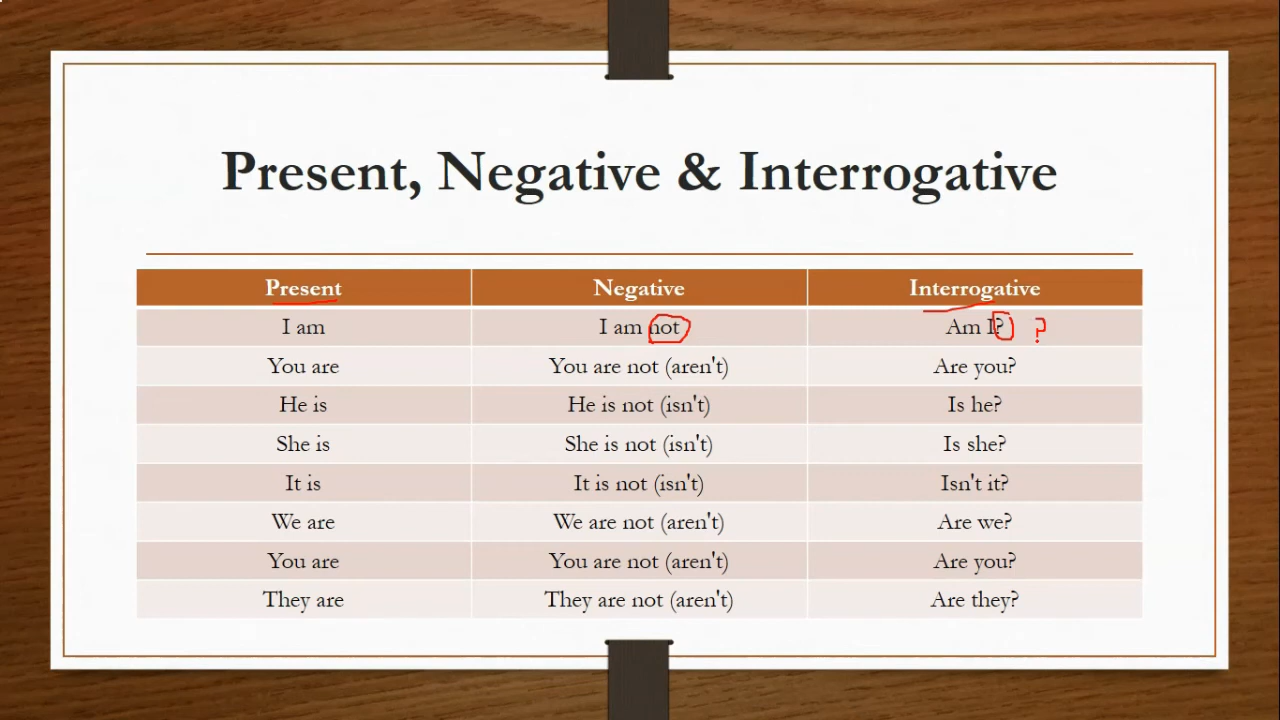 Present, Negative & Interrogative
Present Negative Interrogative
I am I am not Am I? ?
You are You are not (aren't) Are you?
He is He is not (isn't) Is he?
She is She is not (isn't) Is she?
It is It is not (isn't) Isn't it?
We are We are not (aren't) Are we?
You are You are not (aren't) Are you?
They are They are not (aren't) Are they?